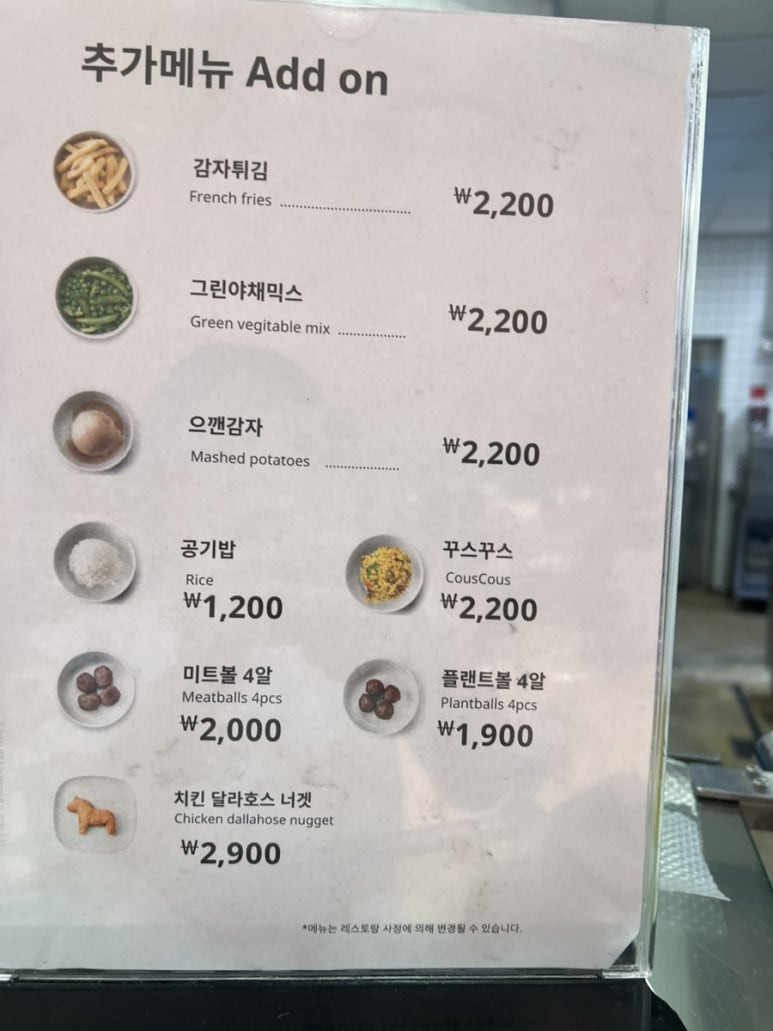 추가메뉴 Add on
감자튀김
French fries ........................ ₩2,200
그린야채믹스
Green vegitable mix ............ ₩2,200
으깬감자
Mashed potatoes ............ ₩2,200
공기밥
Rice
₩1,200
꾸스꾸스
CousCous
₩2,200
미트볼 4알
Meatballs 4pcs
₩2,000
플랜트볼 4알
Plantballs 4pcs
₩1,900
치킨 달라호스 너겟
Chicken dallahose nugget
₩2,900
*메뉴는 레스토랑 사정에 의해 변경될 수 있습니다.